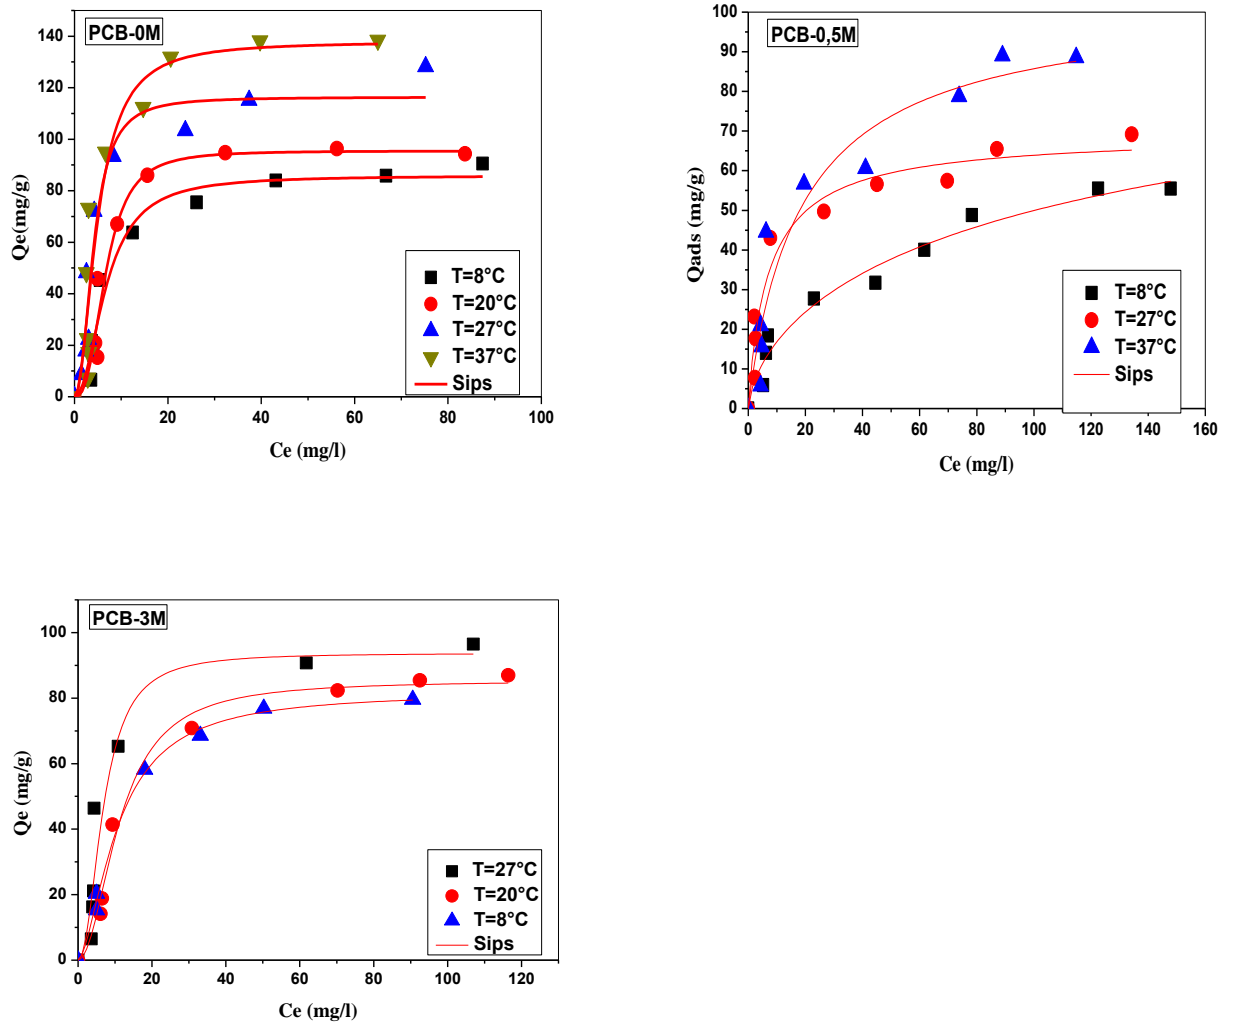 PCB-0M
140
120
100
80
60
40
20
0
Qe(mg/g)
0 20 40 60 80 100
Ce (mg/l)
T=8°C
T=20°C
T=27°C
T=37°C
Sips
PCB-0,5M
100
90
80
70
60
50
40
30
20
10
0
Qads (mg/g)
0 20 40 60 80 100 120 140 160
Ce (mg/l)
T=8°C
T=27°C
T=37°C
Sips
PCB-3M
100
80
60
40
20
0
Qe (mg/g)
0 20 40 60 80 100 120
Ce (mg/l)
T=27°C
T=20°C
T=8°C
Sips